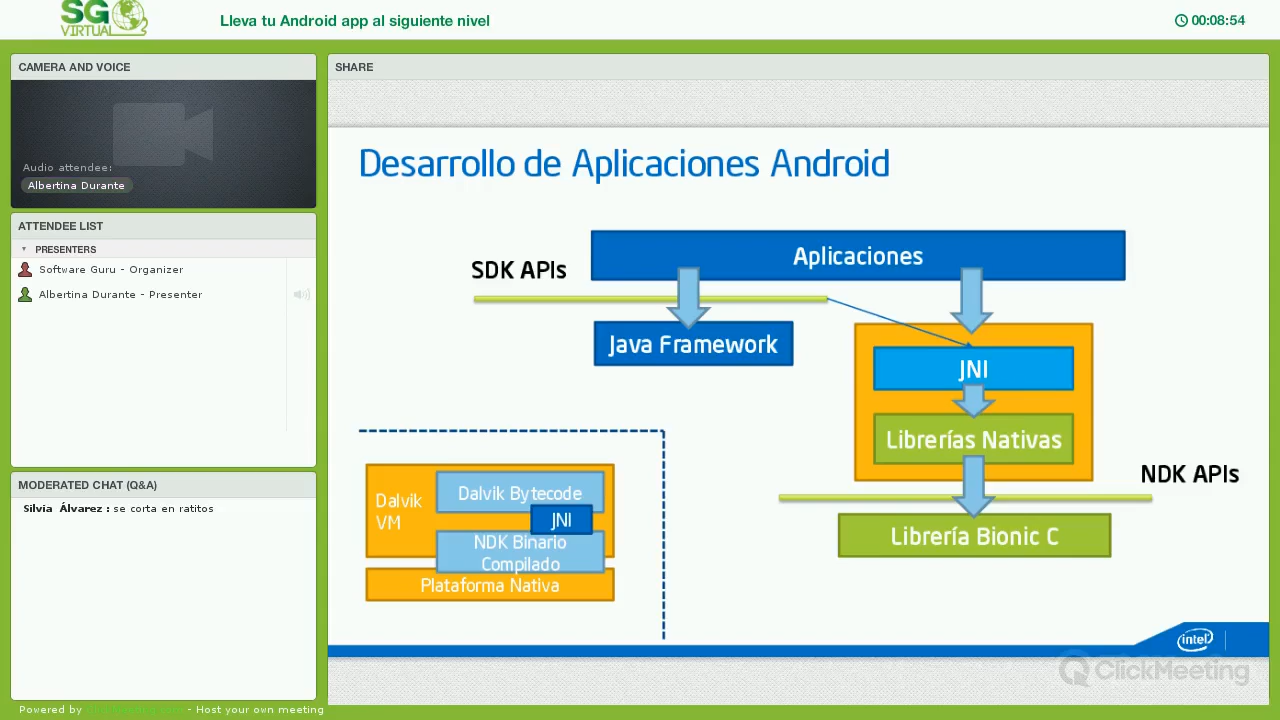 SG
VIRTUAL
Lleva tu Android app al siguiente nivel
00:08:54
CAMERA AND VOICE
Audio attendee:
Albertina Durante
ATTENDEE LIST
PRESENTERS
Software Guru - Organizer
Albertina Durante - Presenter
MODERATED CHAT (Q&A)
Silvia Álvarez : se corta en ratitos
Powered by
- Host your own meeting
SHARE
Desarrollo de Aplicaciones Android
Aplicaciones
SDK APIs
Java Framework
JNI
Librerías Nativas
NDK APIs
Librería Bionic C
Dalvik
VM
Dalvik Bytecode
JNI
NDK Binario
Compilado
Plataforma Nativa
intel
ClickMeeting